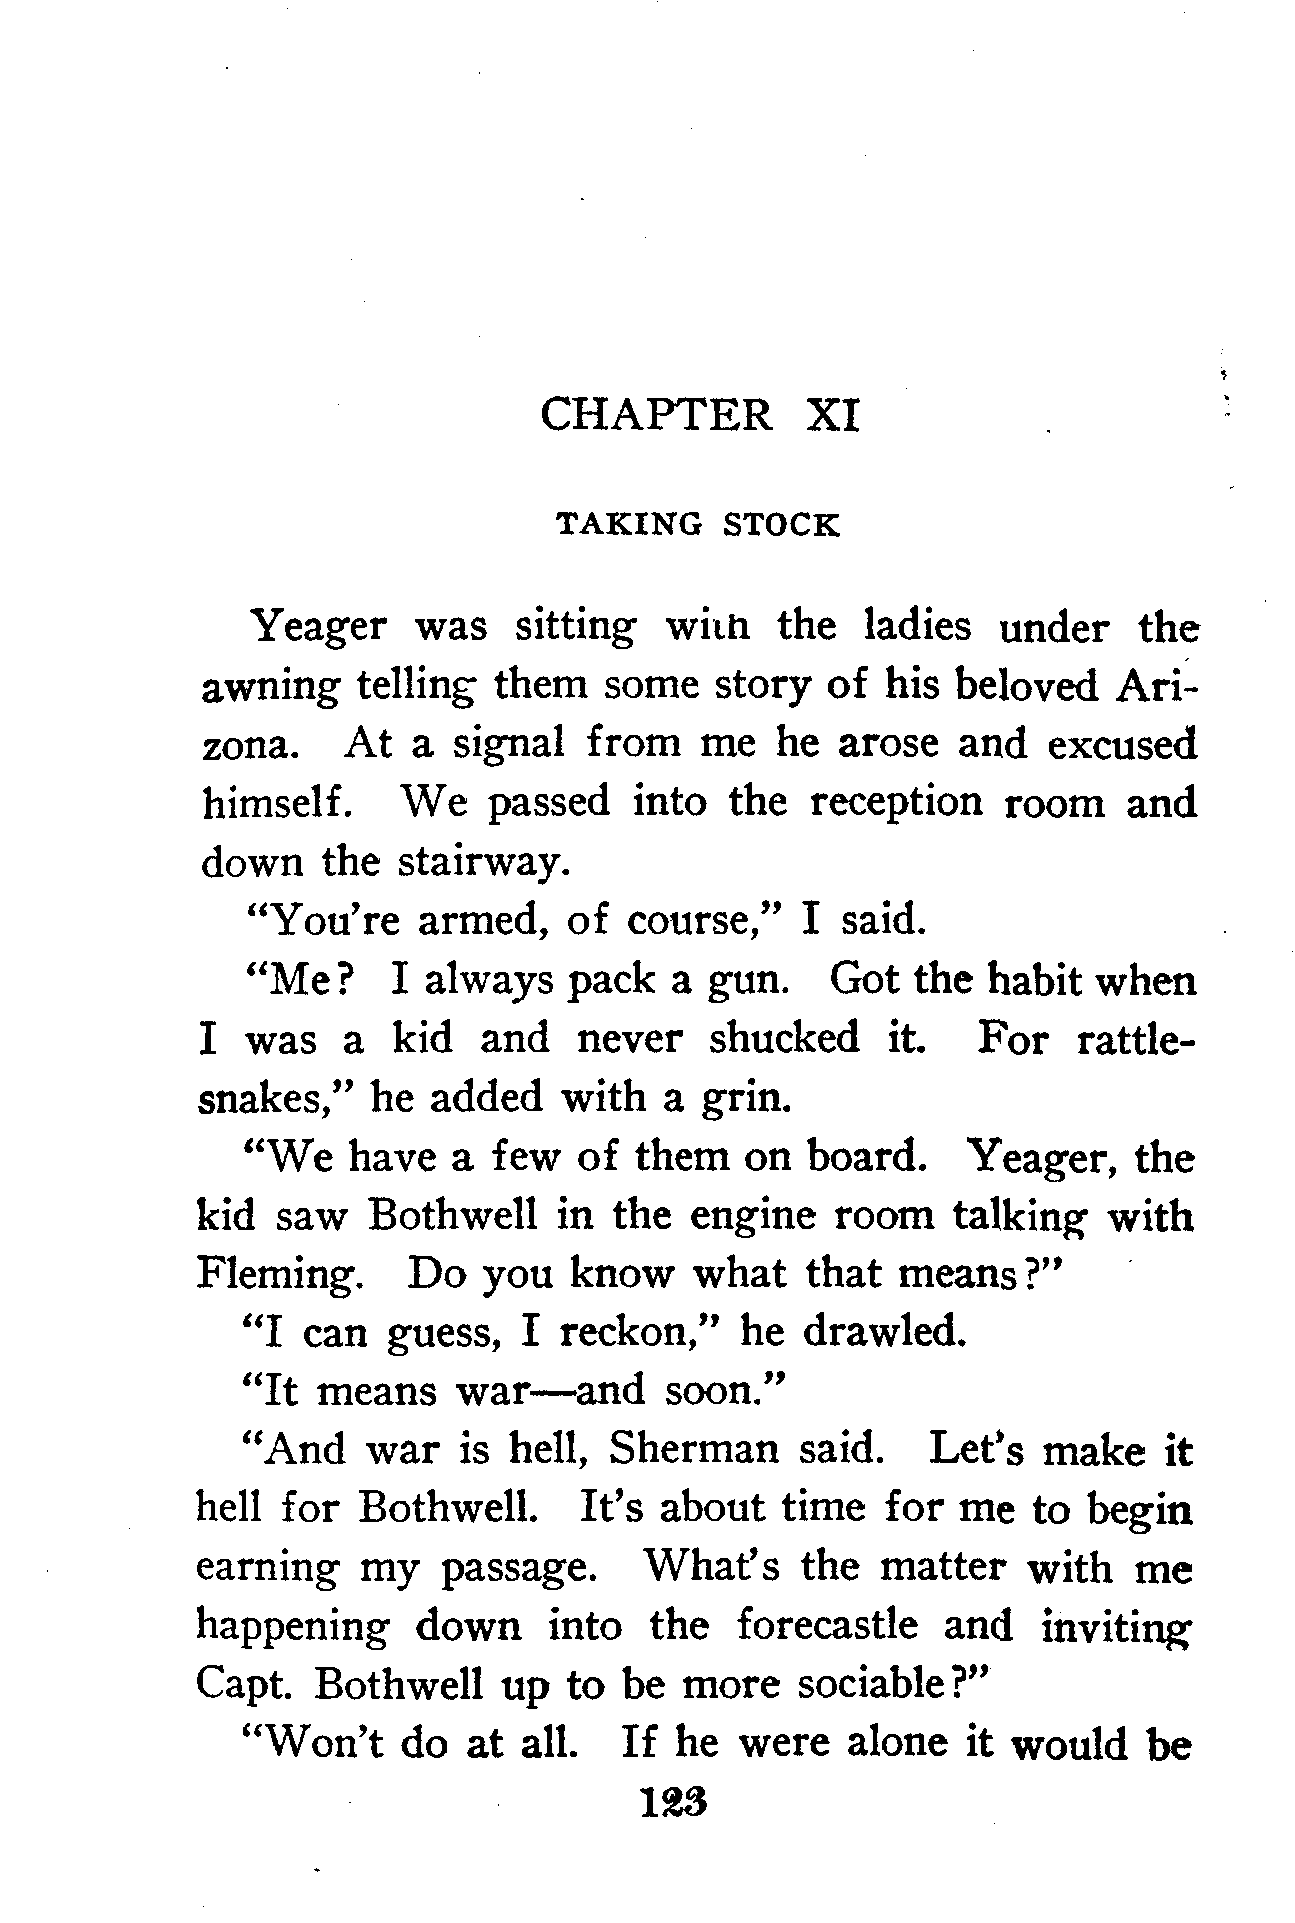 CHAPTER XI
TAKING STOCK
Yeager was sitting with the ladies under the
awning telling them some story of his beloved Ari-
zona. At a signal from me he arose and excused
himself. We passed into the reception room and
down the stairway.
“You’re armed, of course,” I said.
“Me? I always pack a gun. Got the habit when
I was a kid and never shucked it. For rattle-
snakes,” he added with a grin.
“We have a few of them on board. Yeager, the
kid saw Bothwell in the engine room talking with
Fleming. Do you know what that means?”
“I can guess, I reckon,” he drawled.
“It means war—and soon.”
“And war is hell, Sherman said. Let’s make it
hell for Bothwell. It’s about time for me to begin
earning my passage. What’s the matter with me
happening down into the forecastle and inviting
Capt. Bothwell up to be more sociable?”
“Won’t do at all. If he were alone it would be
123